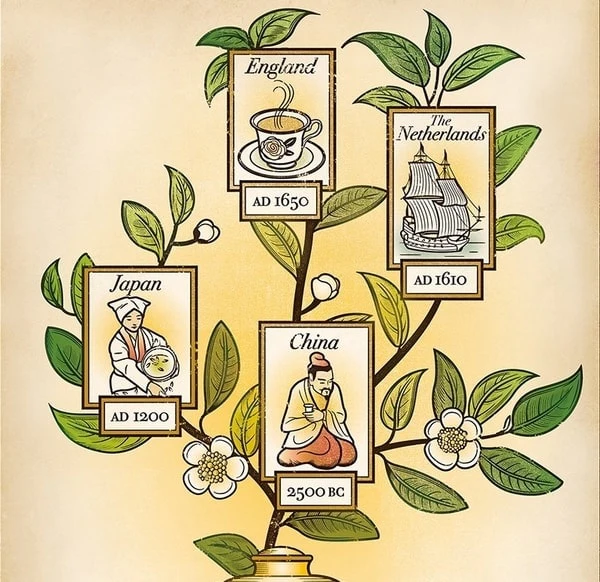 England
AD 1650
The
Netherlands
AD 1610
Japan
AD 1200
China
2500 BC